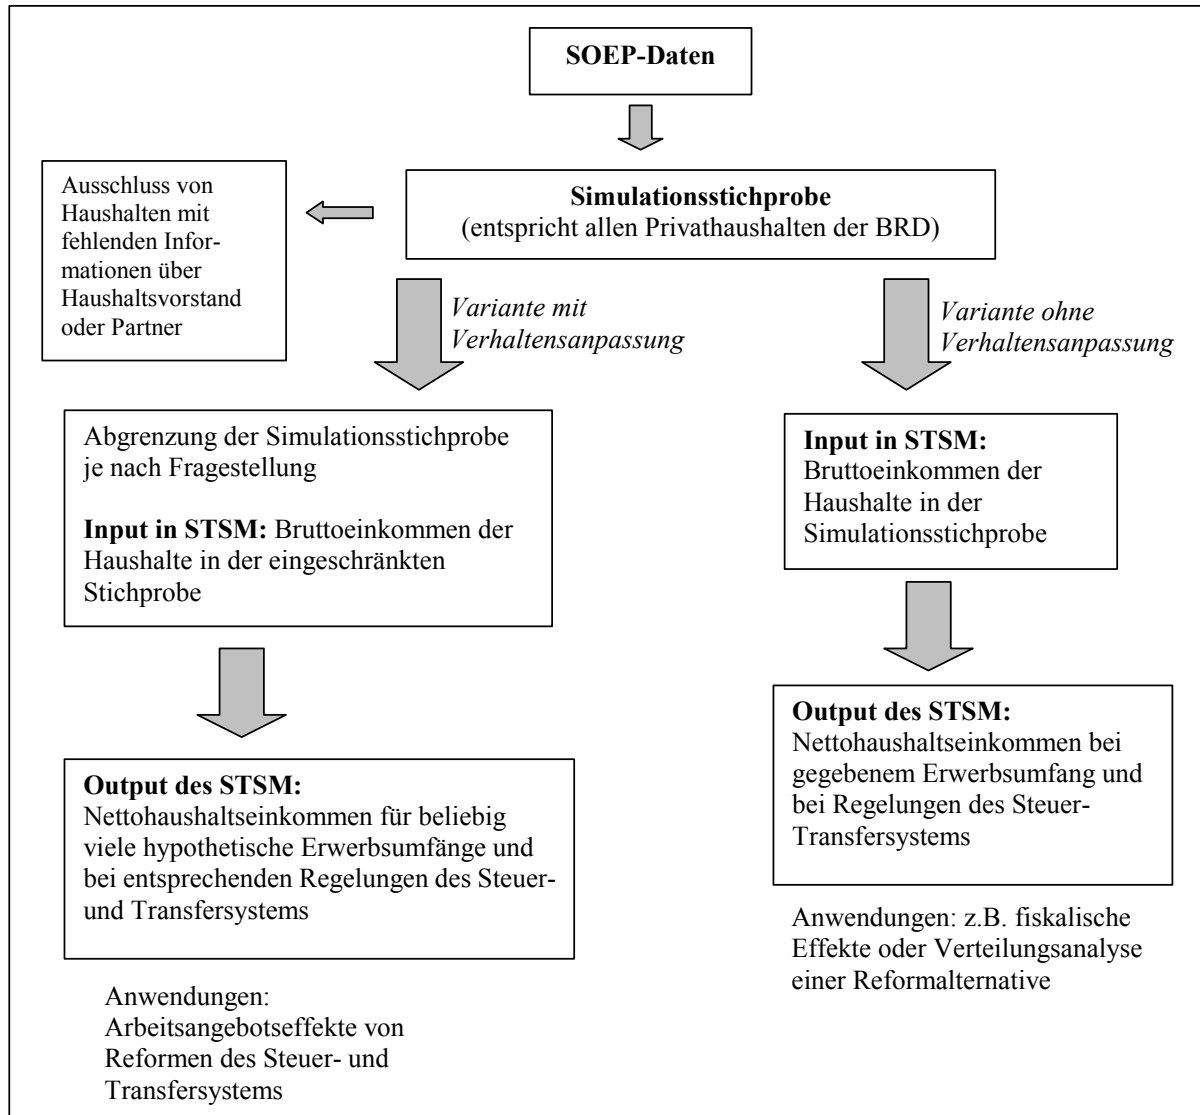 SOEP-Daten
Simulationsstichprobe
(entspricht allen Privathaushalten der BRD)
Ausschluss von
Haushalten mit
fehlenden Infor-
mationen über
Haushaltsvorstand
oder Partner
Variante mit
Verhaltensanpassung
Variante ohne
Verhaltensanpassung
Abgrenzung der Simulationsstichprobe
je nach Fragestellung
Input in STSM: Bruttoeinkommen der
Haushalte in der eingeschränkten
Stichprobe
Input in STSM:
Bruttoeinkommen der
Haushalte in der
Simulationsstichprobe
Output des STSM:
Nettohaushaltseinkommen für beliebig
viele hypothetische Erwerbsumfänge und
bei entsprechenden Regelungen des Steuer-
und Transfersystems
Output des STSM:
Nettohaushaltseinkommen bei
gegebenem Erwerbsumfang und
bei Regelungen des Steuer-
Transfersystems
Anwendungen:
Arbeitsangebotseffekte von
Reformen des Steuer- und
Transfersystems
Anwendungen: z.B. fiskalische
Effekte oder Verteilungsanalyse
einer Reformalternative